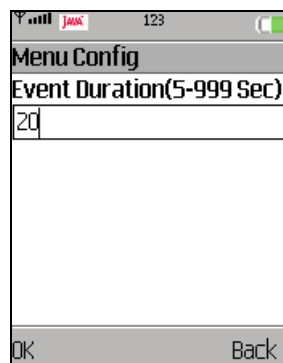 JAVA 123
Menu Config
Event Duration(5-999 Sec)
20
OK Back